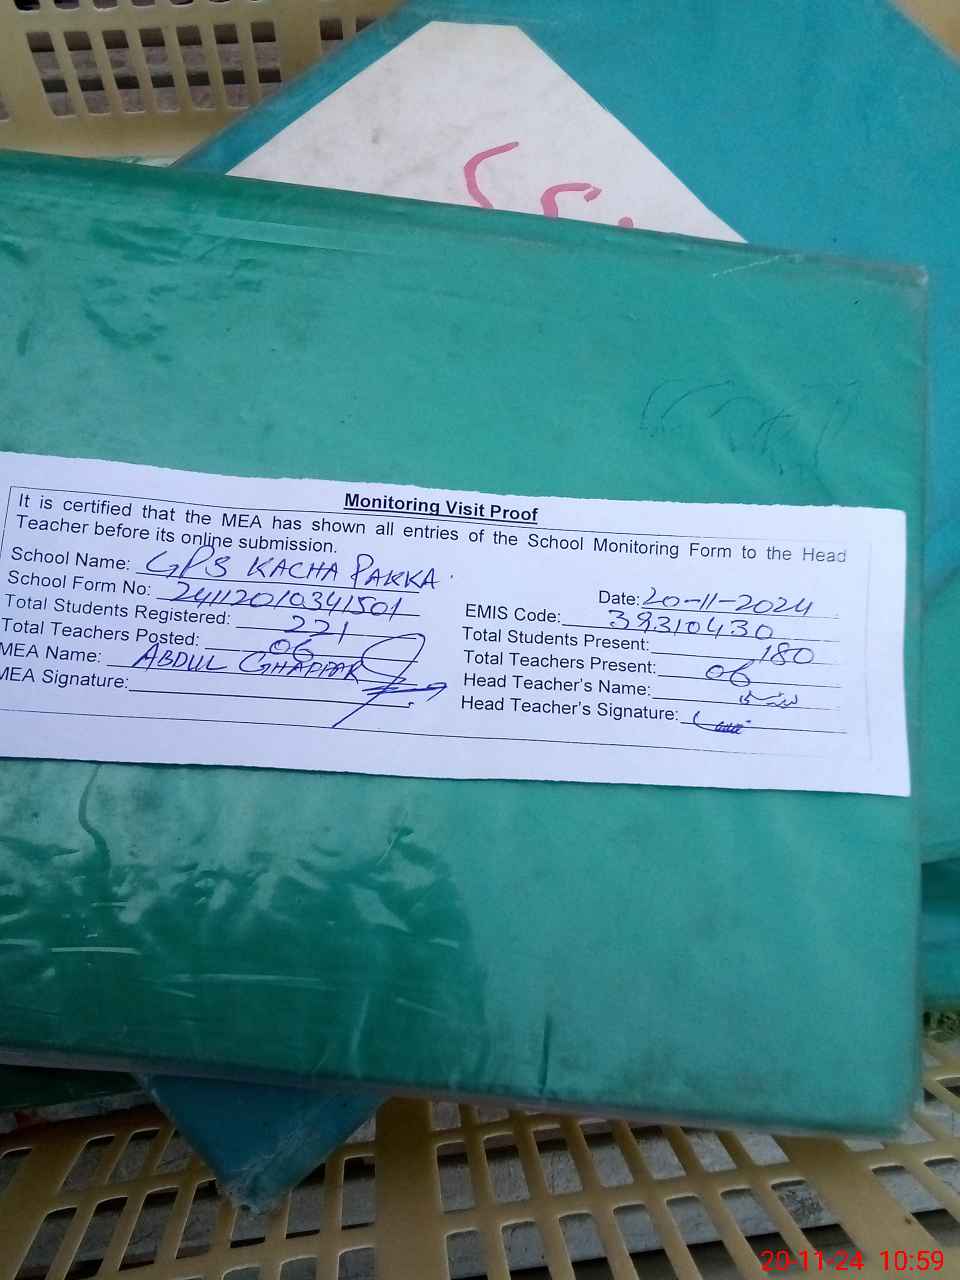 Monitoring Visit Proof
It is certified that the MEA has shown all entries of the School Monitoring Form to the Head
Teacher before its online submission.
School Name: GPS KACHA PAKKA
Date: 20-11-2024
School Form No: 24112010341501
EMIS Code: 39310430
Total Students Registered: 221
Total Students Present: 180
Total Teachers Posted: 06
Total Teachers Present: 06
MEA Name: ABDUL GHAFFAR
Head Teacher's Name:
MEA Signature:
Head Teacher's Signature:
20-11-24 10:59